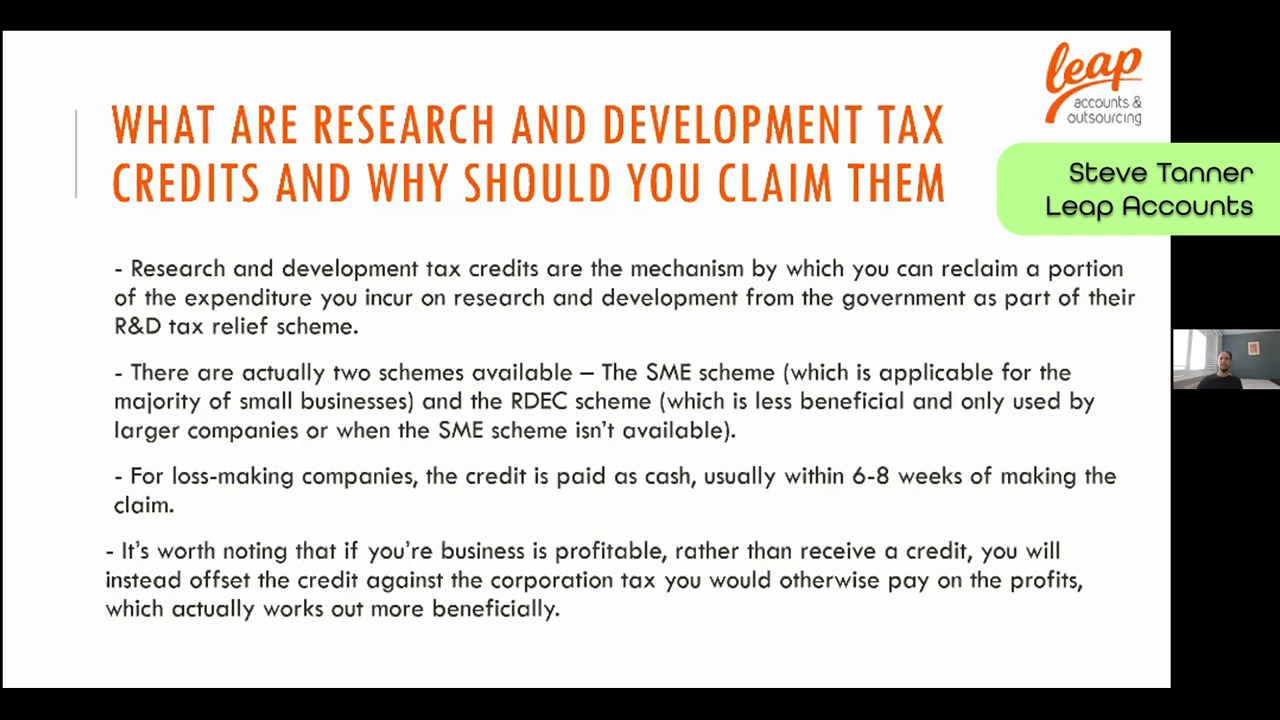 leap
accounts &
outsourcing
WHAT ARE RESEARCH AND DEVELOPMENT TAX
CREDITS AND WHY SHOULD YOU CLAIM THEM
Steve Tanner
Leap Accounts
- Research and development tax credits are the mechanism by which you can reclaim a portion
of the expenditure you incur on research and development from the government as part of their
R&D tax relief scheme.
- There are actually two schemes available – The SME scheme (which is applicable for the
majority of small businesses) and the RDEC scheme (which is less beneficial and only used by
larger companies or when the SME scheme isn't available).
- For loss-making companies, the credit is paid as cash, usually within 6-8 weeks of making the
claim.
- It's worth noting that if you're business is profitable, rather than receive a credit, you will
instead offset the credit against the corporation tax you would otherwise pay on the profits,
which actually works out more beneficially.